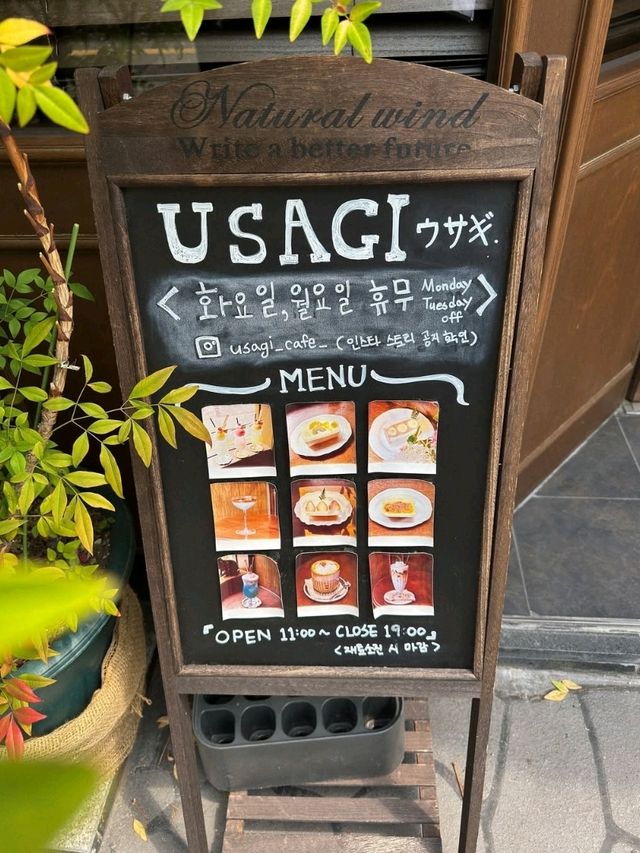 Natural wind
Write a better future
USAGI ウサギ.
< 화요일, 월요일 휴무 Monday Tuesday off >
usagi_cafe_ (인스타 스토리 공지 확인)
MENU
「OPEN 11:00 ~ CLOSE 19:00」
<재료소진 시 마감>